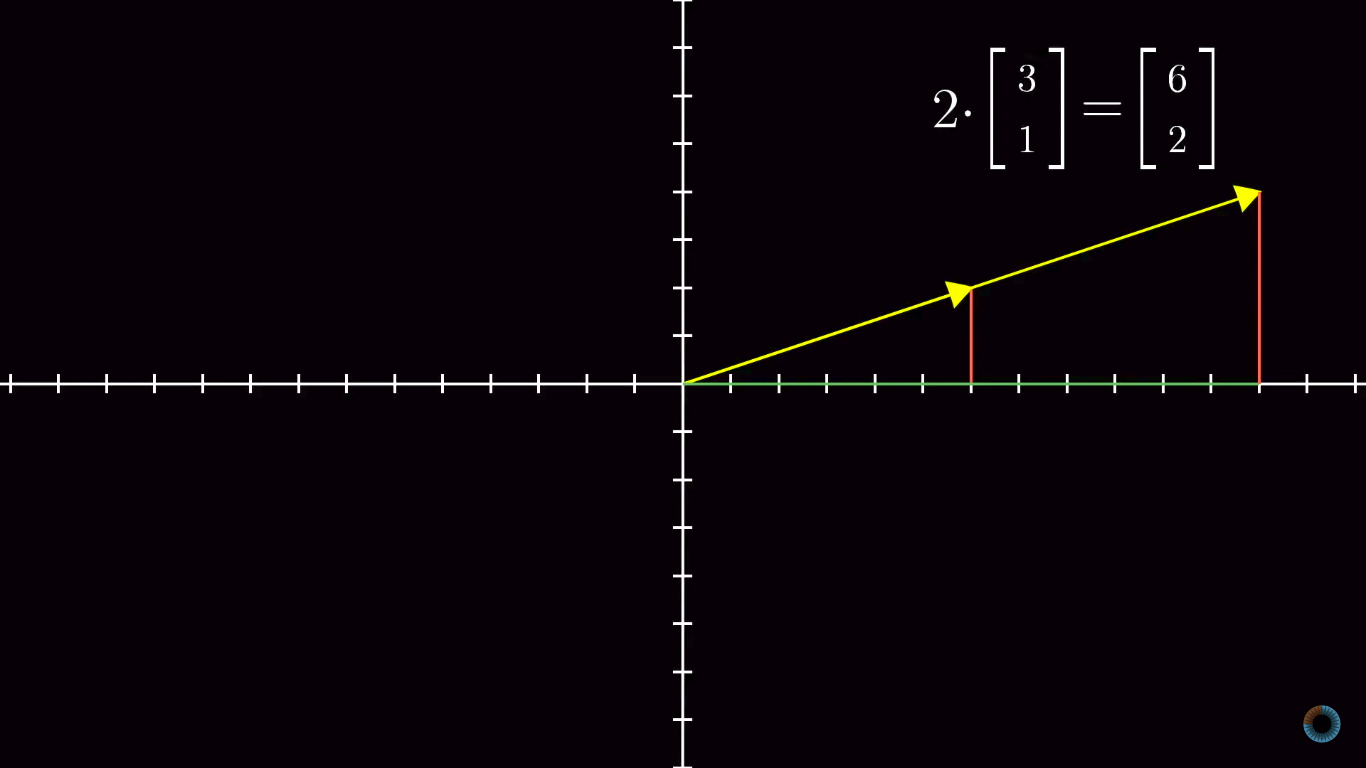 2· [ 3 1 ] = [ 6 2 ]